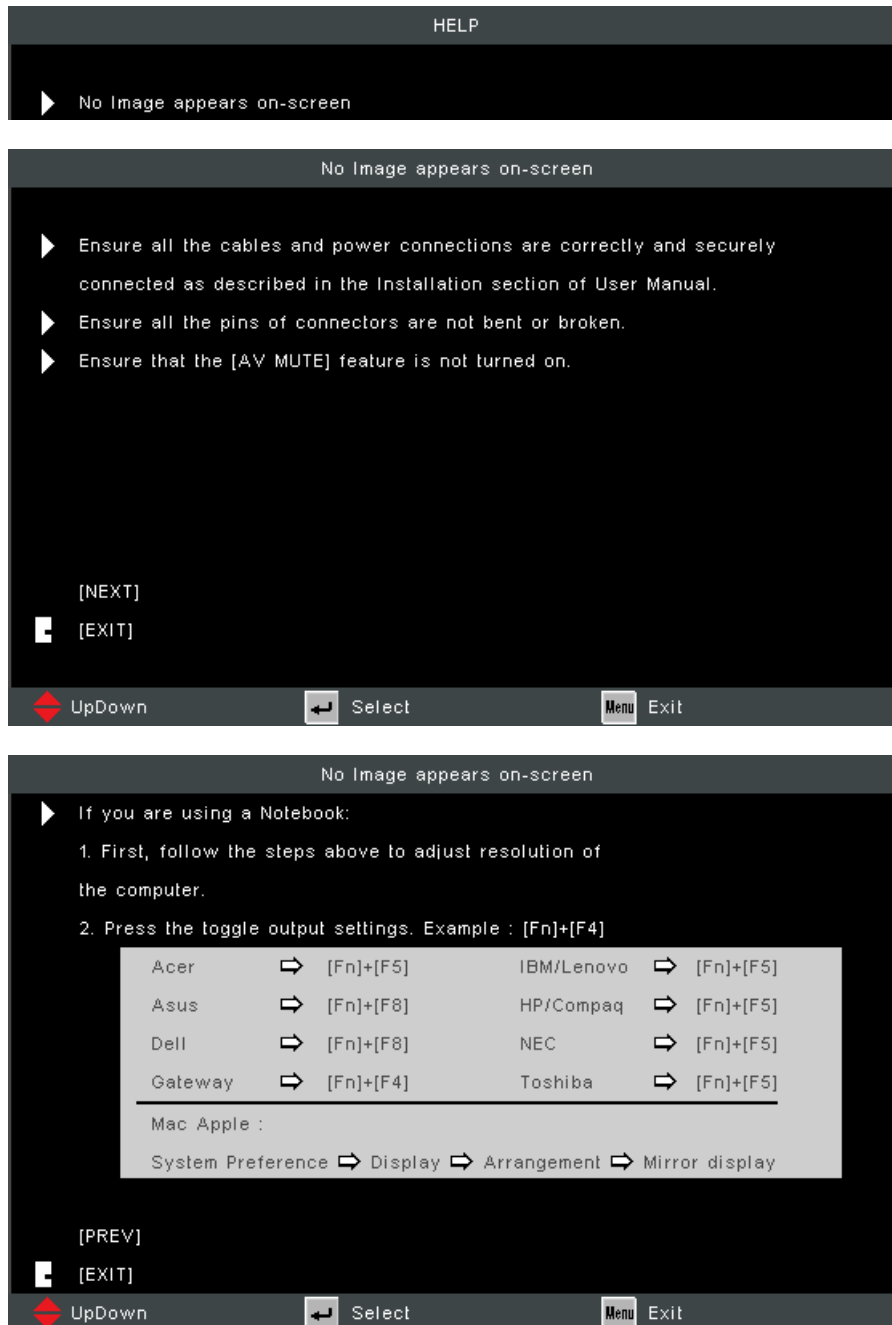 HELP
No Image appears on-screen
No Image appears on-screen
Ensure all the cables and power connections are correctly and securely
connected as described in the Installation section of User Manual.
Ensure all the pins of connectors are not bent or broken.
Ensure that the [AV MUTE] feature is not turned on.
[NEXT]
[EXIT]
UpDown Select Menu Exit
No Image appears on-screen
If you are using a Notebook:
1. First, follow the steps above to adjust resolution of
the computer.
2. Press the toggle output settings. Example : [Fn]+[F4]
Acer ⇨ [Fn]+[F5] IBM/Lenovo ⇨ [Fn]+[F5]
Asus ⇨ [Fn]+[F8] HP/Compaq ⇨ [Fn]+[F5]
Dell ⇨ [Fn]+[F8] NEC ⇨ [Fn]+[F5]
Gateway ⇨ [Fn]+[F4] Toshiba ⇨ [Fn]+[F5]
Mac Apple :
System Preference ⇨ Display ⇨ Arrangement ⇨ Mirror display
[PREV]
[EXIT]
UpDown Select Menu Exit